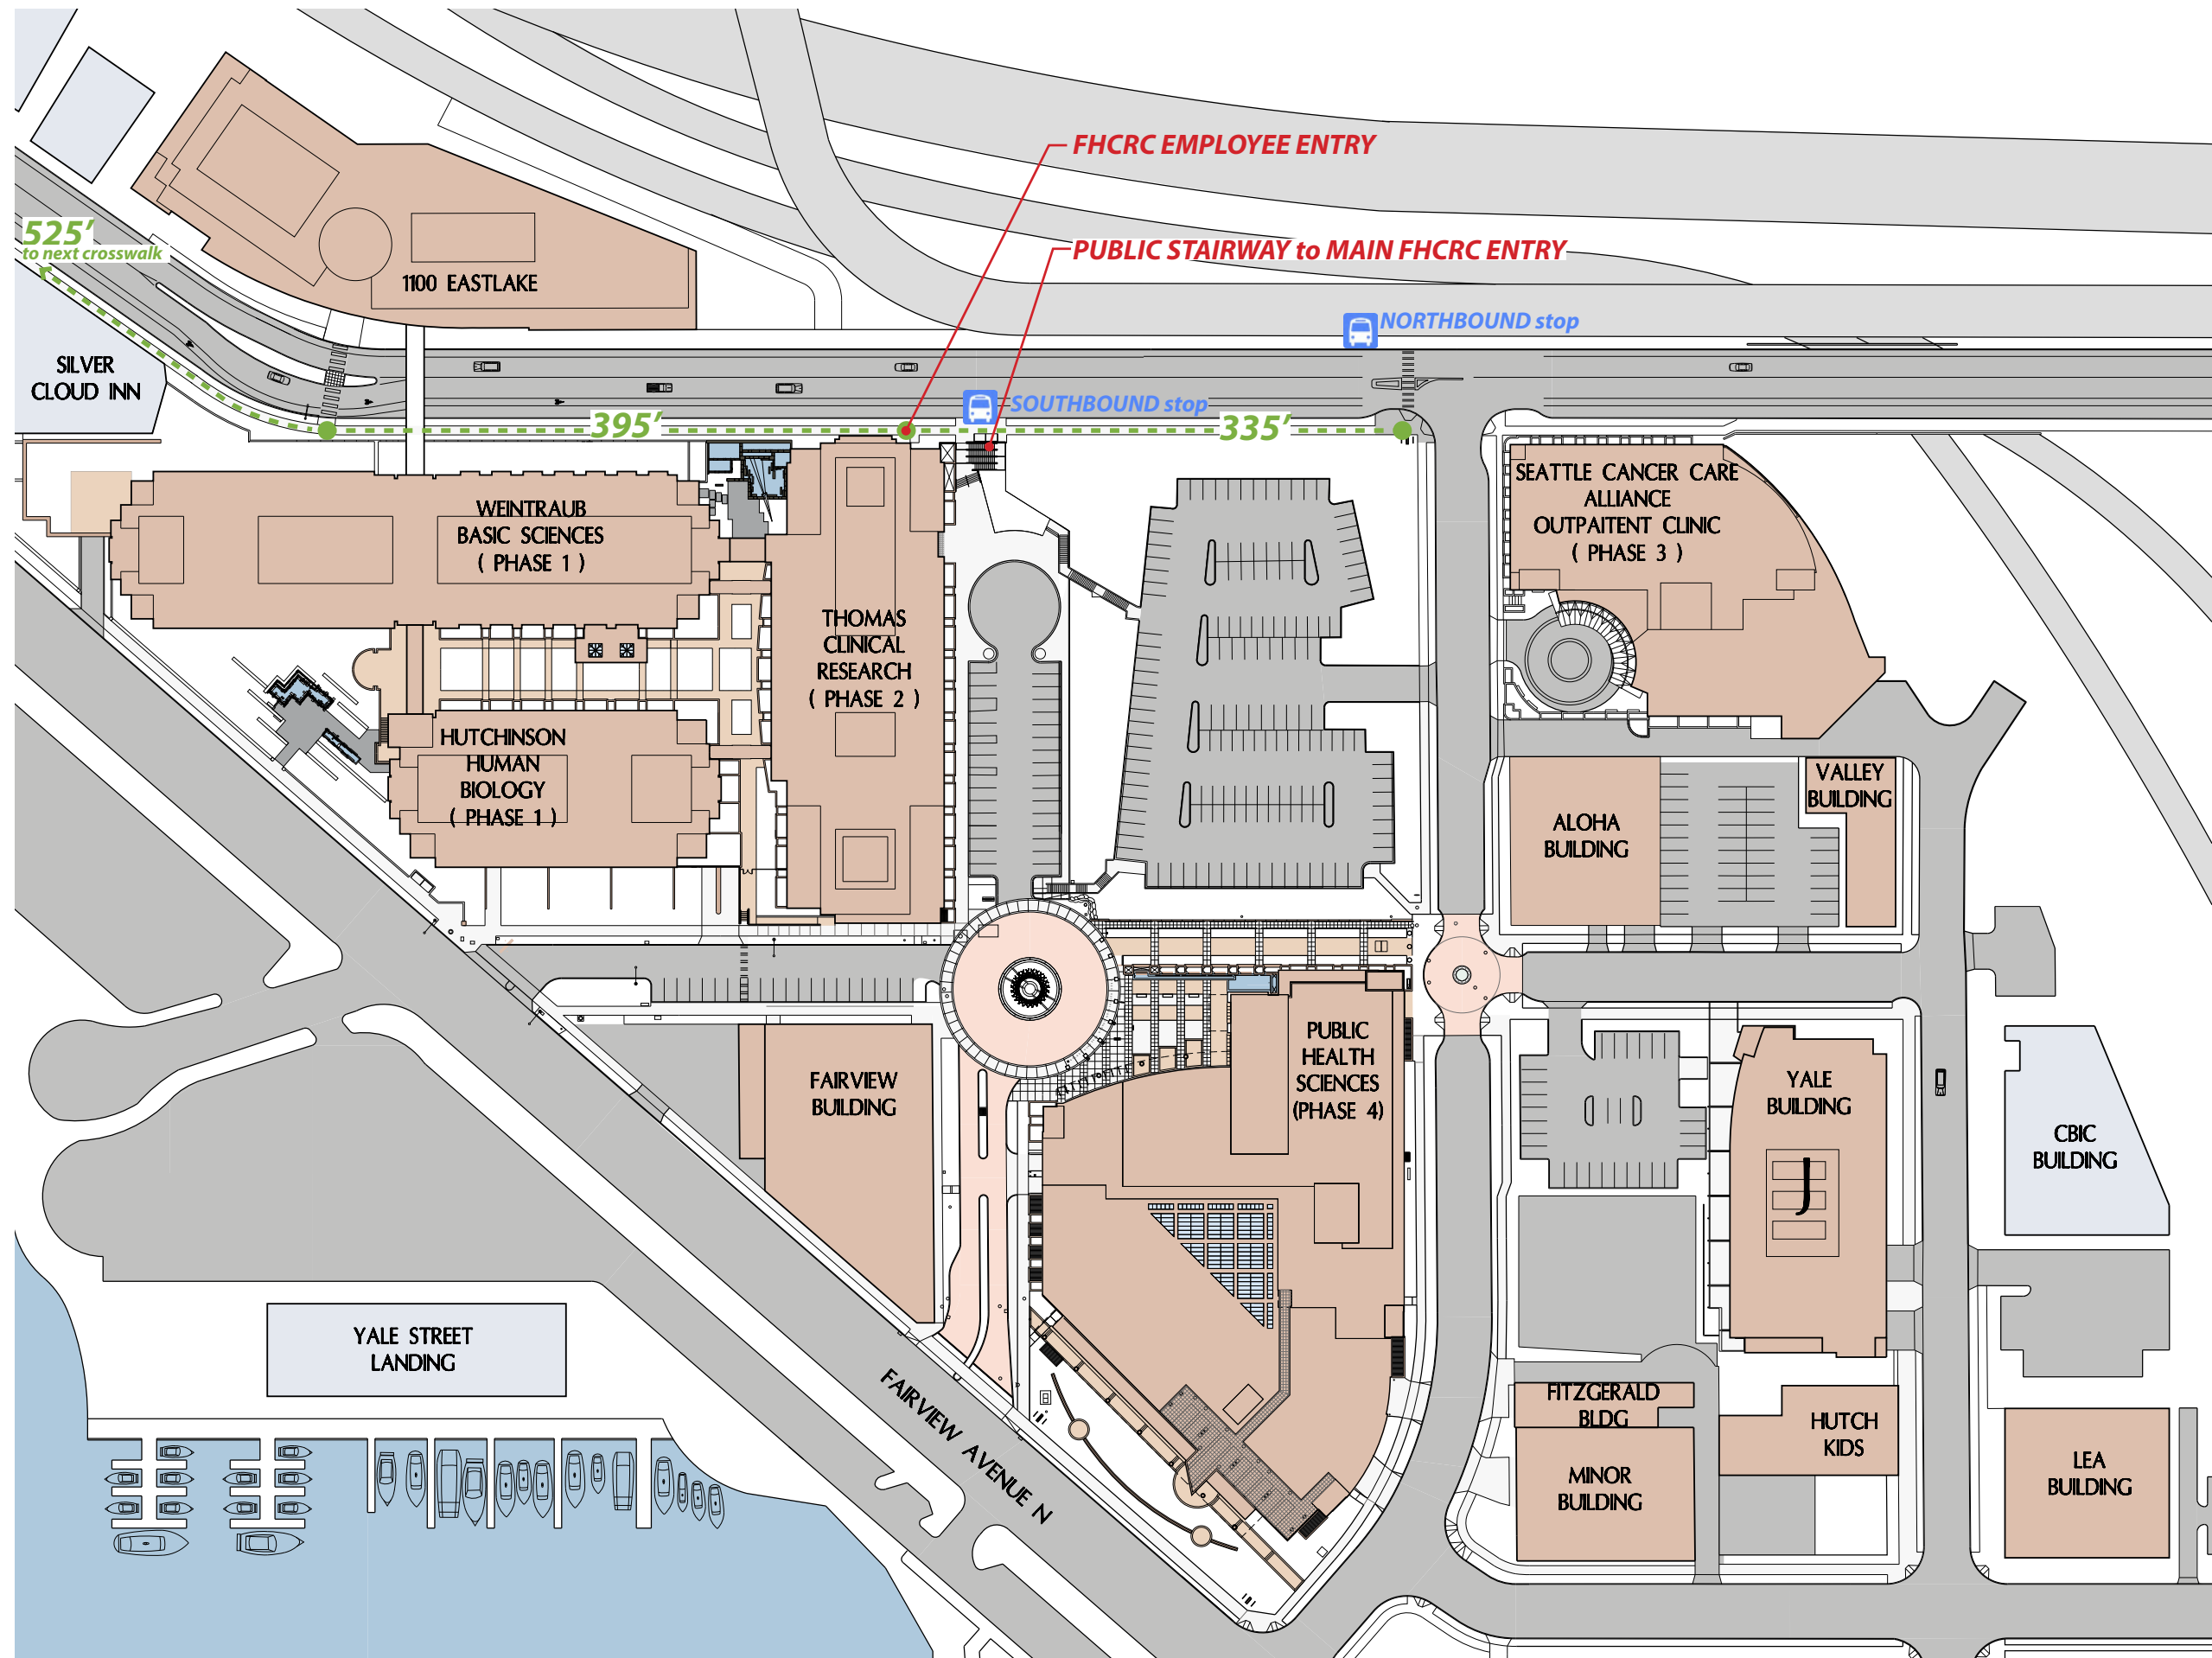 FHCRC EMPLOYEE ENTRY
525'
to next crosswalk
PUBLIC STAIRWAY to MAIN FHCRC ENTRY
1100 EASTLAKE
NORTHBOUND stop
SILVER
CLOUD INN
SOUTHBOUND stop
395'
335'
WEINTRAUB
BASIC SCIENCES
( PHASE 1 )
SEATTLE CANCER CARE
ALLIANCE
OUTPAITENT CLINIC
( PHASE 3 )
THOMAS
CLINICAL
RESEARCH
( PHASE 2 )
HUTCHINSON
HUMAN
BIOLOGY
( PHASE 1 )
ALOHA
BUILDING
VALLEY
BUILDING
FAIRVIEW
BUILDING
PUBLIC
HEALTH
SCIENCES
(PHASE 4)
YALE
BUILDING
J
CBIC
BUILDING
YALE STREET
LANDING
FAIRVIEW AVENUE N
FITZGERALD
BLDG
HUTCH
KIDS
MINOR
BUILDING
LEA
BUILDING